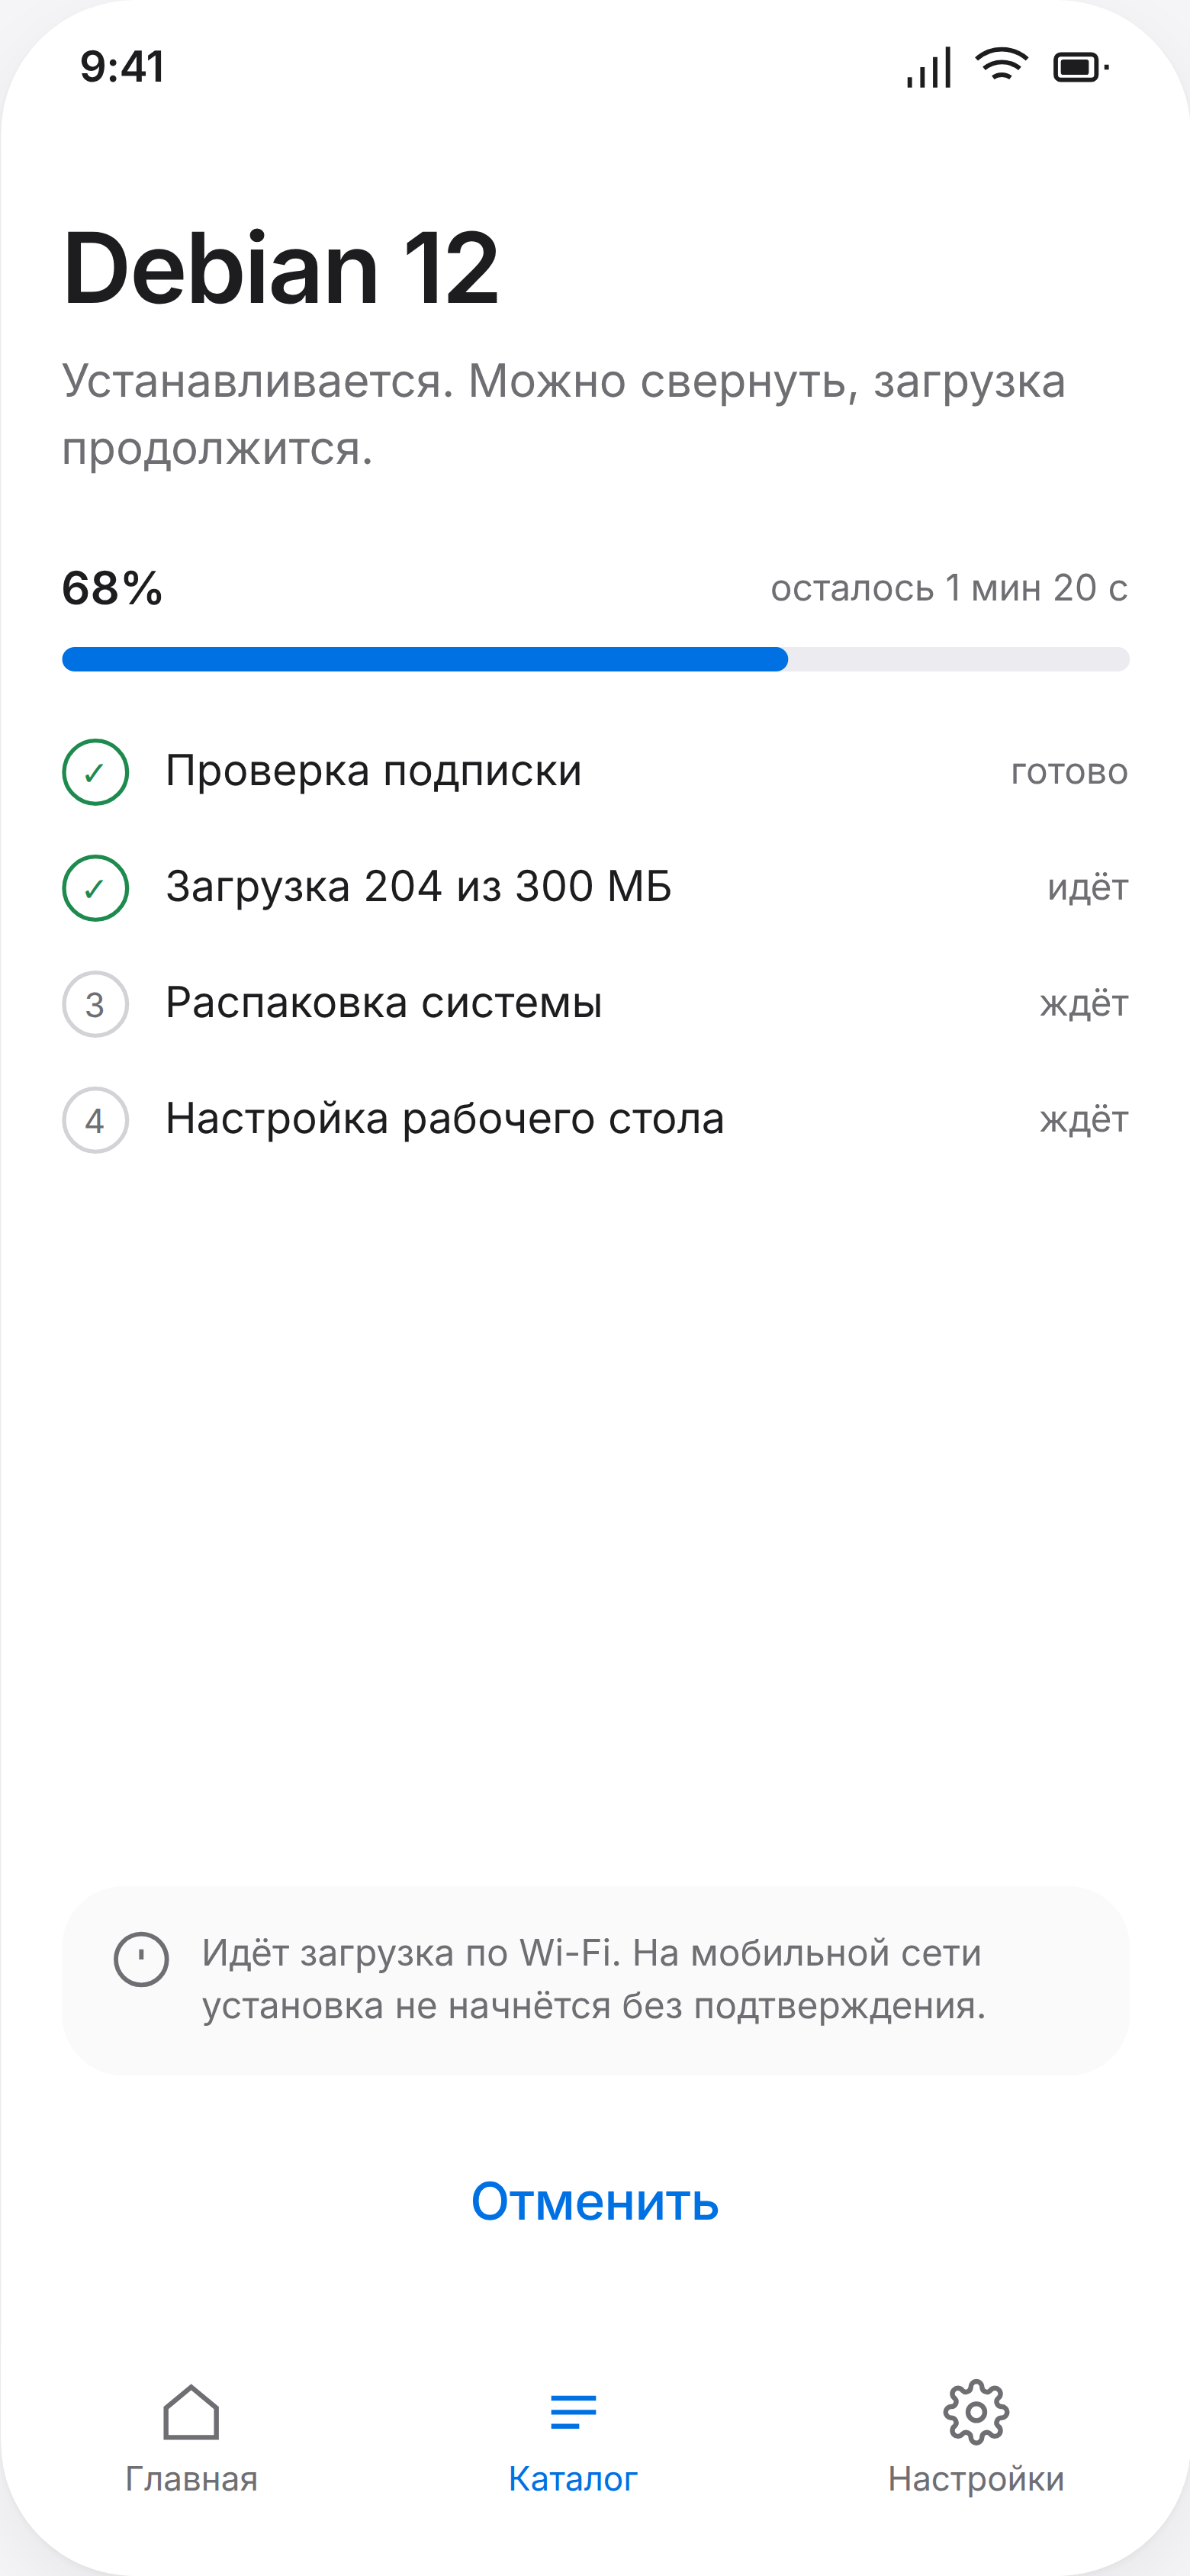 9:41
Debian 12
Устанавливается. Можно свернуть, загрузка
продолжится.
68%
осталось 1 мин 20 с
✓ Проверка подписки готово
✓ Загрузка 204 из 300 МБ идёт
3 Распаковка системы ждёт
4 Настройка рабочего стола ждёт
Идёт загрузка по Wi-Fi. На мобильной сети
установка не начнётся без подтверждения.
Отменить
Главная Каталог Настройки